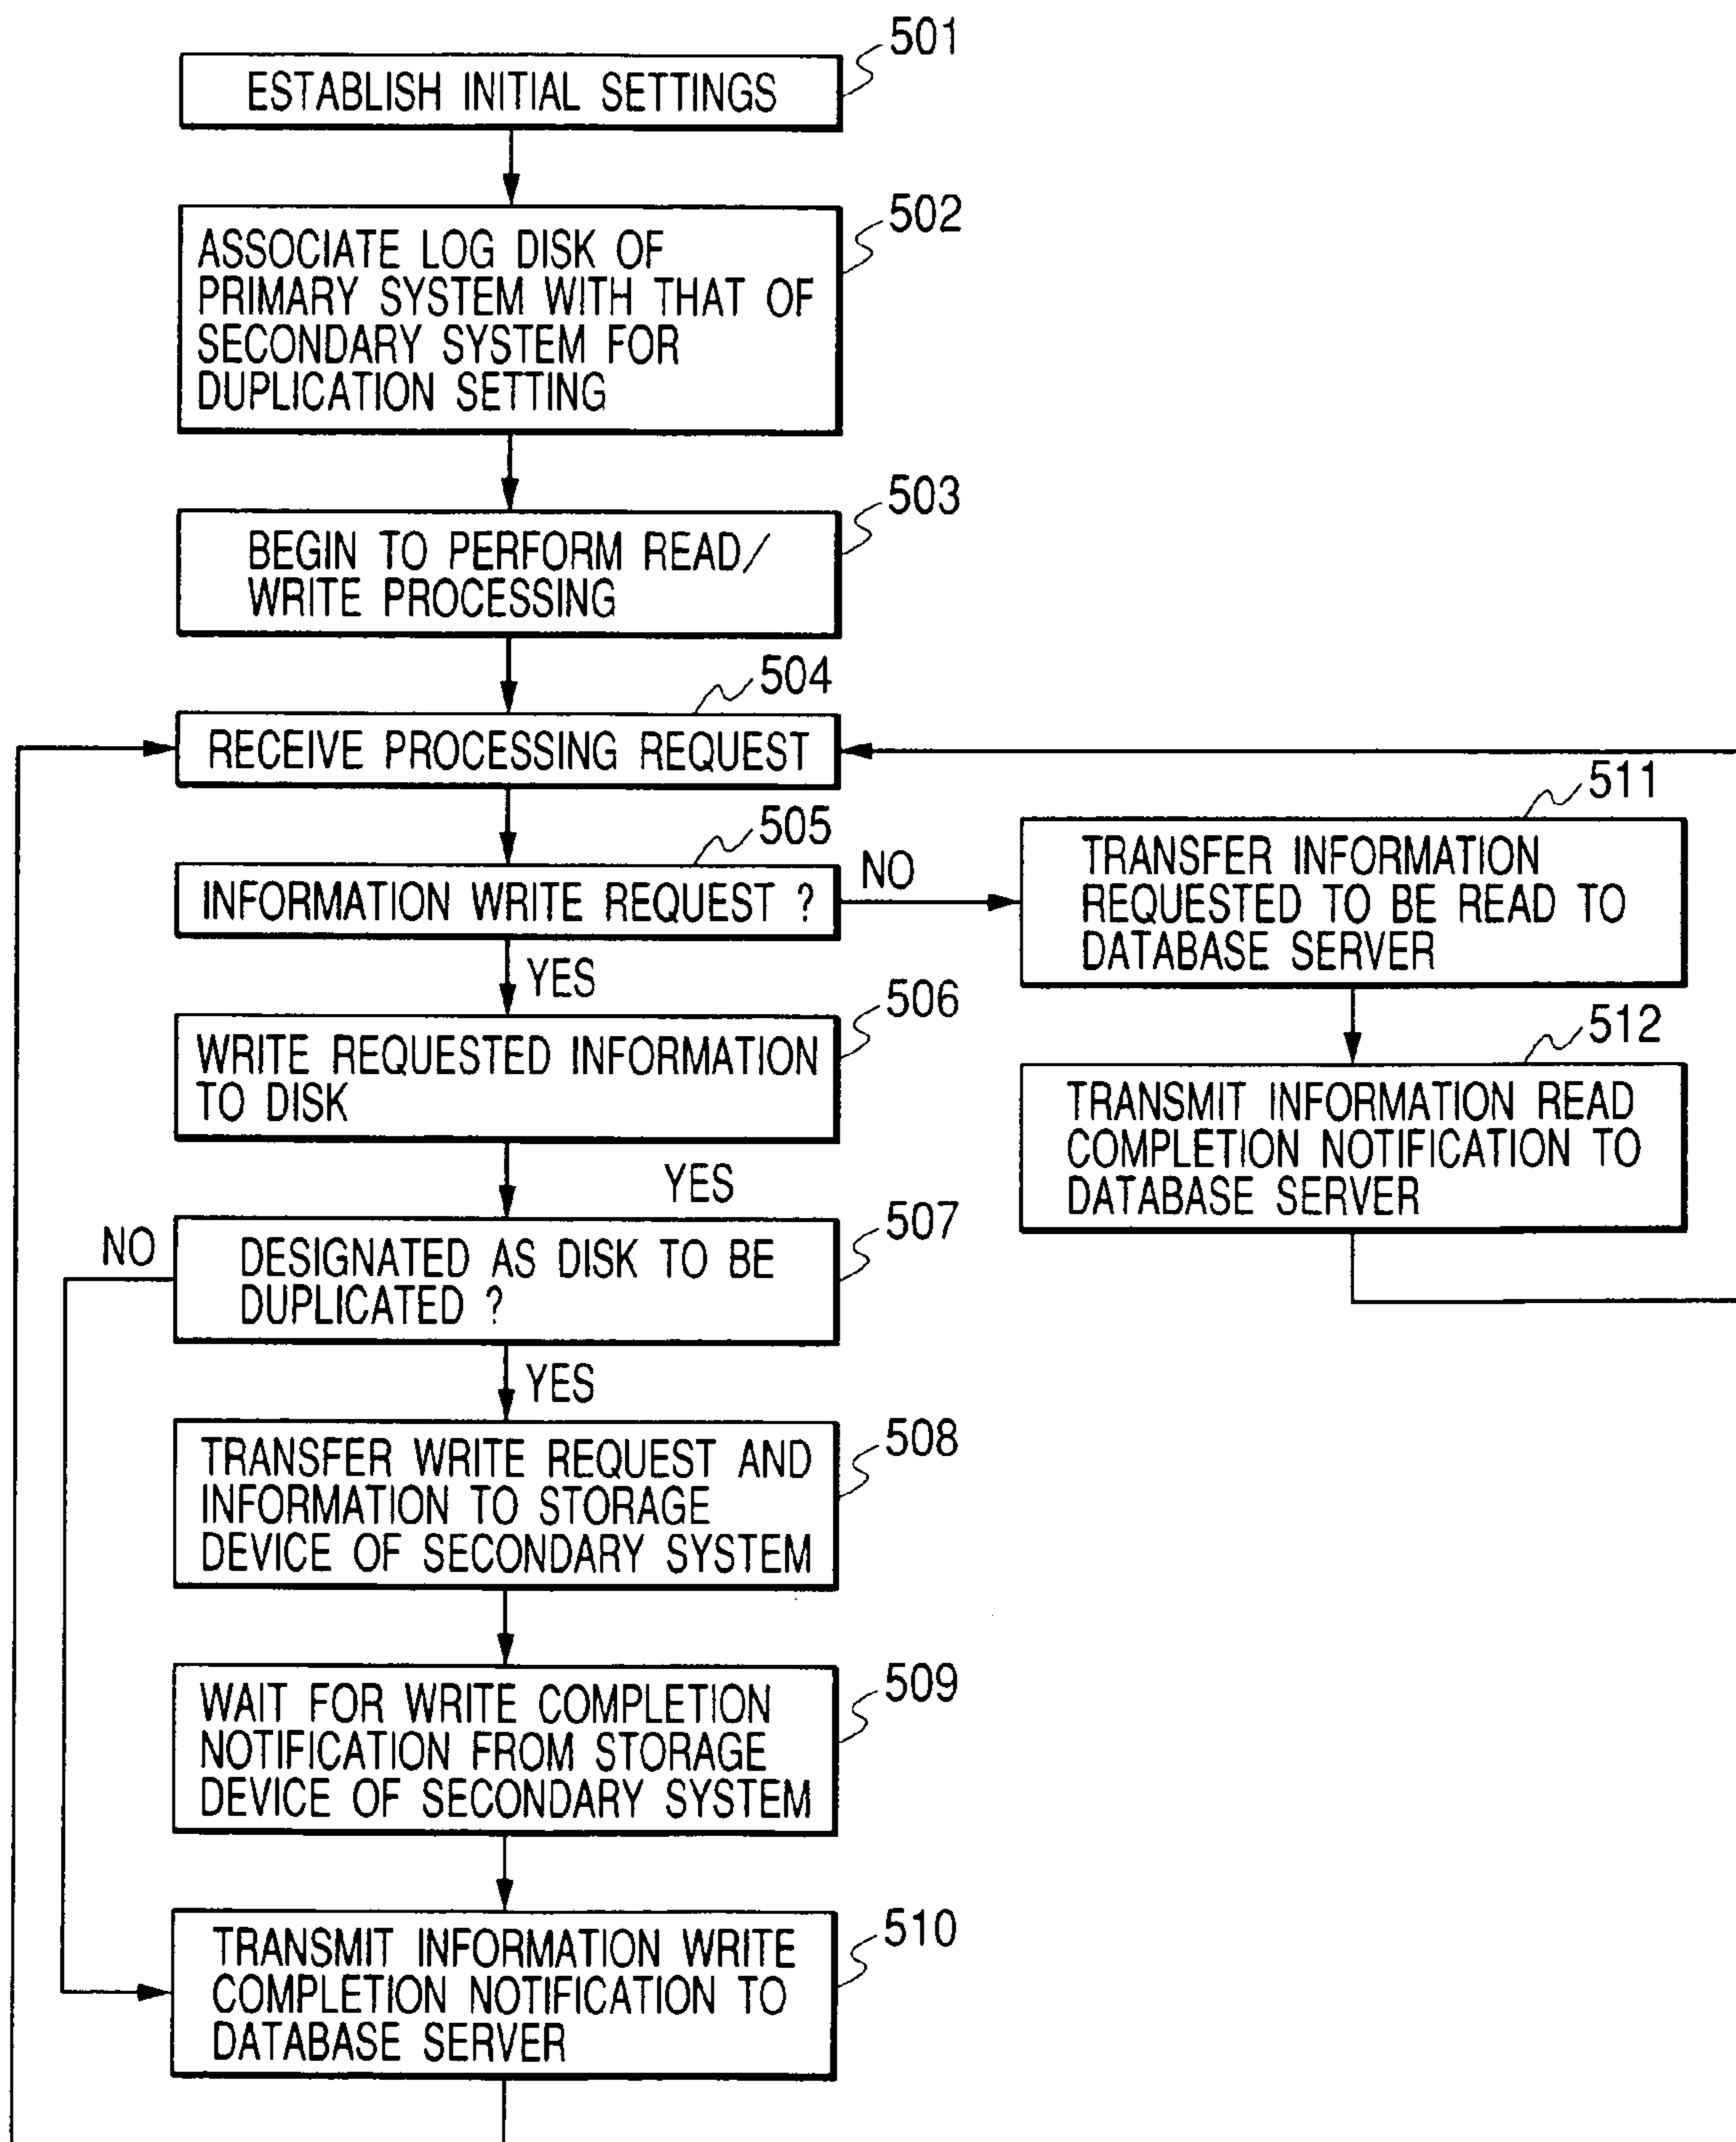 501
ESTABLISH INITIAL SETTINGS
502
ASSOCIATE LOG DISK OF
PRIMARY SYSTEM WITH THAT OF
SECONDARY SYSTEM FOR
DUPLICATION SETTING
503
BEGIN TO PERFORM READ/
WRITE PROCESSING
504
RECEIVE PROCESSING REQUEST
505
INFORMATION WRITE REQUEST ?
NO
YES
511
TRANSFER INFORMATION
REQUESTED TO BE READ TO
DATABASE SERVER
512
TRANSMIT INFORMATION READ
COMPLETION NOTIFICATION TO
DATABASE SERVER
506
WRITE REQUESTED INFORMATION
TO DISK
YES
507
NO
DESIGNATED AS DISK TO BE
DUPLICATED ?
YES
508
TRANSFER WRITE REQUEST AND
INFORMATION TO STORAGE
DEVICE OF SECONDARY SYSTEM
509
WAIT FOR WRITE COMPLETION
NOTIFICATION FROM STORAGE
DEVICE OF SECONDARY SYSTEM
510
TRANSMIT INFORMATION WRITE
COMPLETION NOTIFICATION TO
DATABASE SERVER